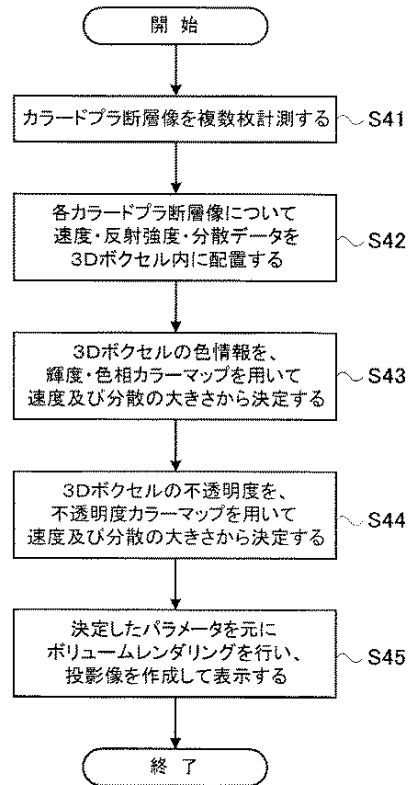 開 始
カラードプラ断層像を複数枚計測する
S41
各カラードプラ断層像について
速度・反射強度・分散データを
3Dボクセル内に配置する
S42
3Dボクセルの色情報を、
輝度・色相カラーマップを用いて
速度及び分散の大きさから決定する
S43
3Dボクセルの不透明度を、
不透明度カラーマップを用いて
速度及び分散の大きさから決定する
S44
決定したパラメータを元に
ボリュームレンダリングを行い、
投影像を作成して表示する
S45
終 了